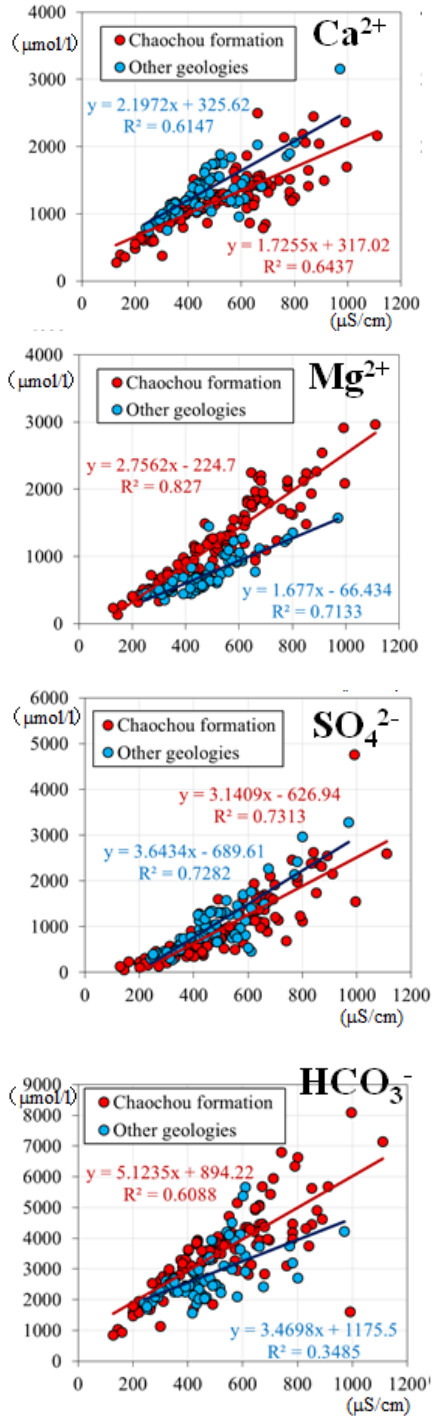 (μmol/l)
Ca²⁺
4000
3000
2000
1000
0
Chaochou formation
Other geologies
y = 2.1972x + 325.62
R² = 0.6147
y = 1.7255x + 317.02
R² = 0.6437
0 200 400 600 800 1000 1200
(μS/cm)
(μmol/l)
Mg²⁺
4000
3000
2000
1000
0
Chaochou formation
Other geologies
y = 2.7562x - 224.7
R² = 0.827
y = 1.677x - 66.434
R² = 0.7133
0 200 400 600 800 1000 1200
(μmol/l)
SO₄²⁻
6000
5000
4000
3000
2000
1000
0
Chaochou formation
Other geologies
y = 3.1409x - 626.94
R² = 0.7313
y = 3.6434x - 689.61
R² = 0.7282
0 200 400 600 800 1000 1200
(μS/cm)
(μmol/l)
HCO₃⁻
9000
8000
7000
6000
5000
4000
3000
2000
1000
0
Chaochou formation
Other geologies
y = 5.1235x + 894.22
R² = 0.6088
y = 3.4698x + 1175.5
R² = 0.3485
0 200 400 600 800 1000 1200
(μS/cm)